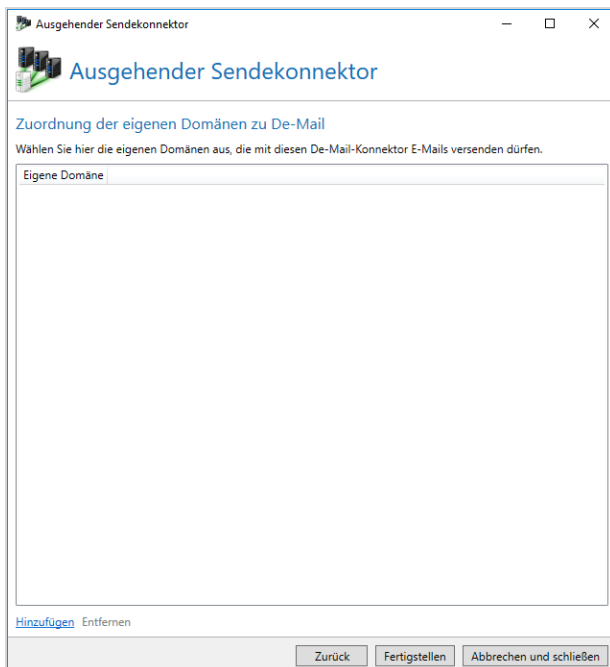 Ausgehender Sendekonnektor
Ausgehender Sendekonnektor
Zuordnung der eigenen Domänen zu De-Mail
Wählen Sie hier die eigenen Domänen aus, die mit diesen De-Mail-Konnektor E-Mails versenden dürfen.
Eigene Domäne
Hinzufügen Entfernen
Zurück Fertigstellen Abbrechen und schließen